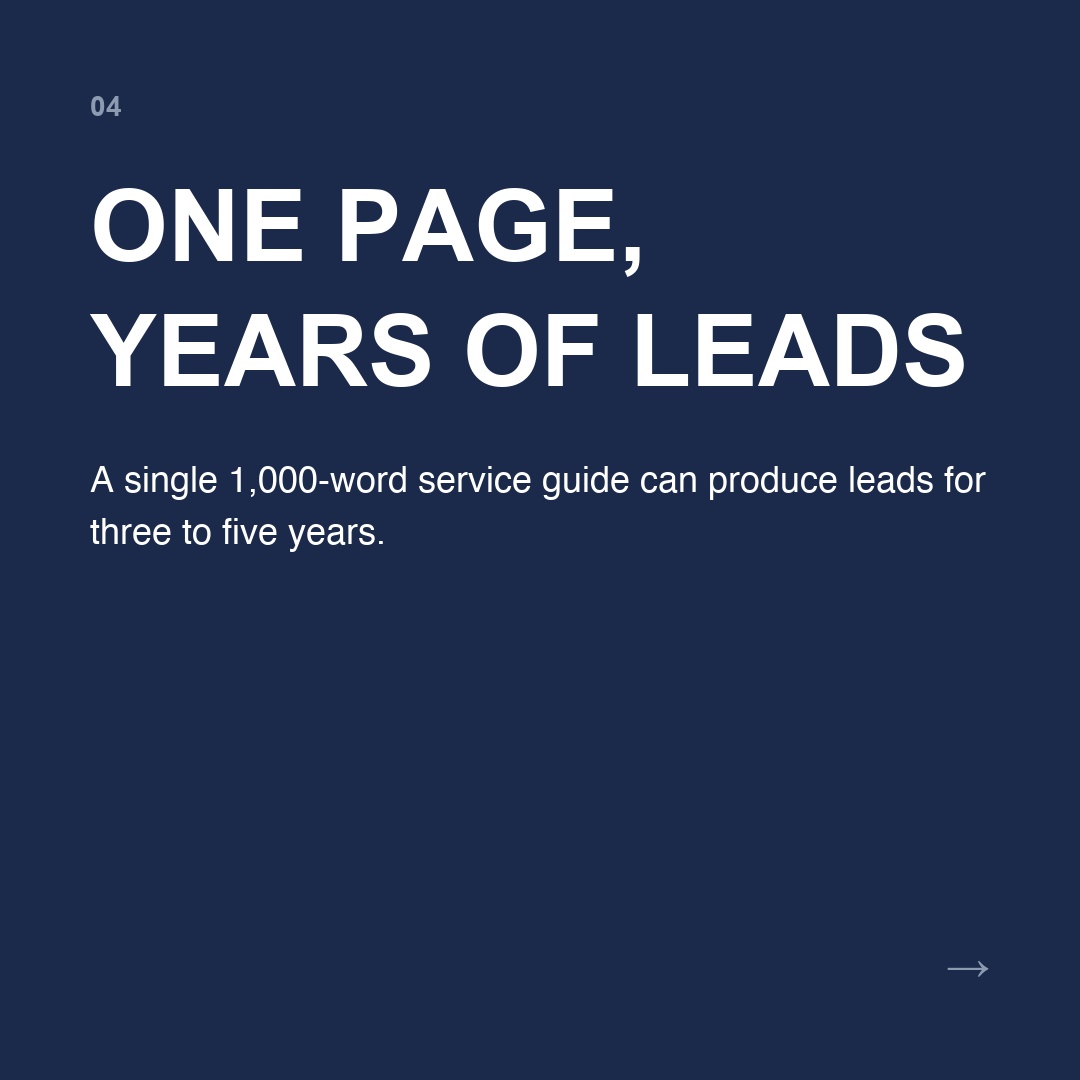 04
ONE PAGE,
YEARS OF LEADS
A single 1,000-word service guide can produce leads for
three to five years.
→